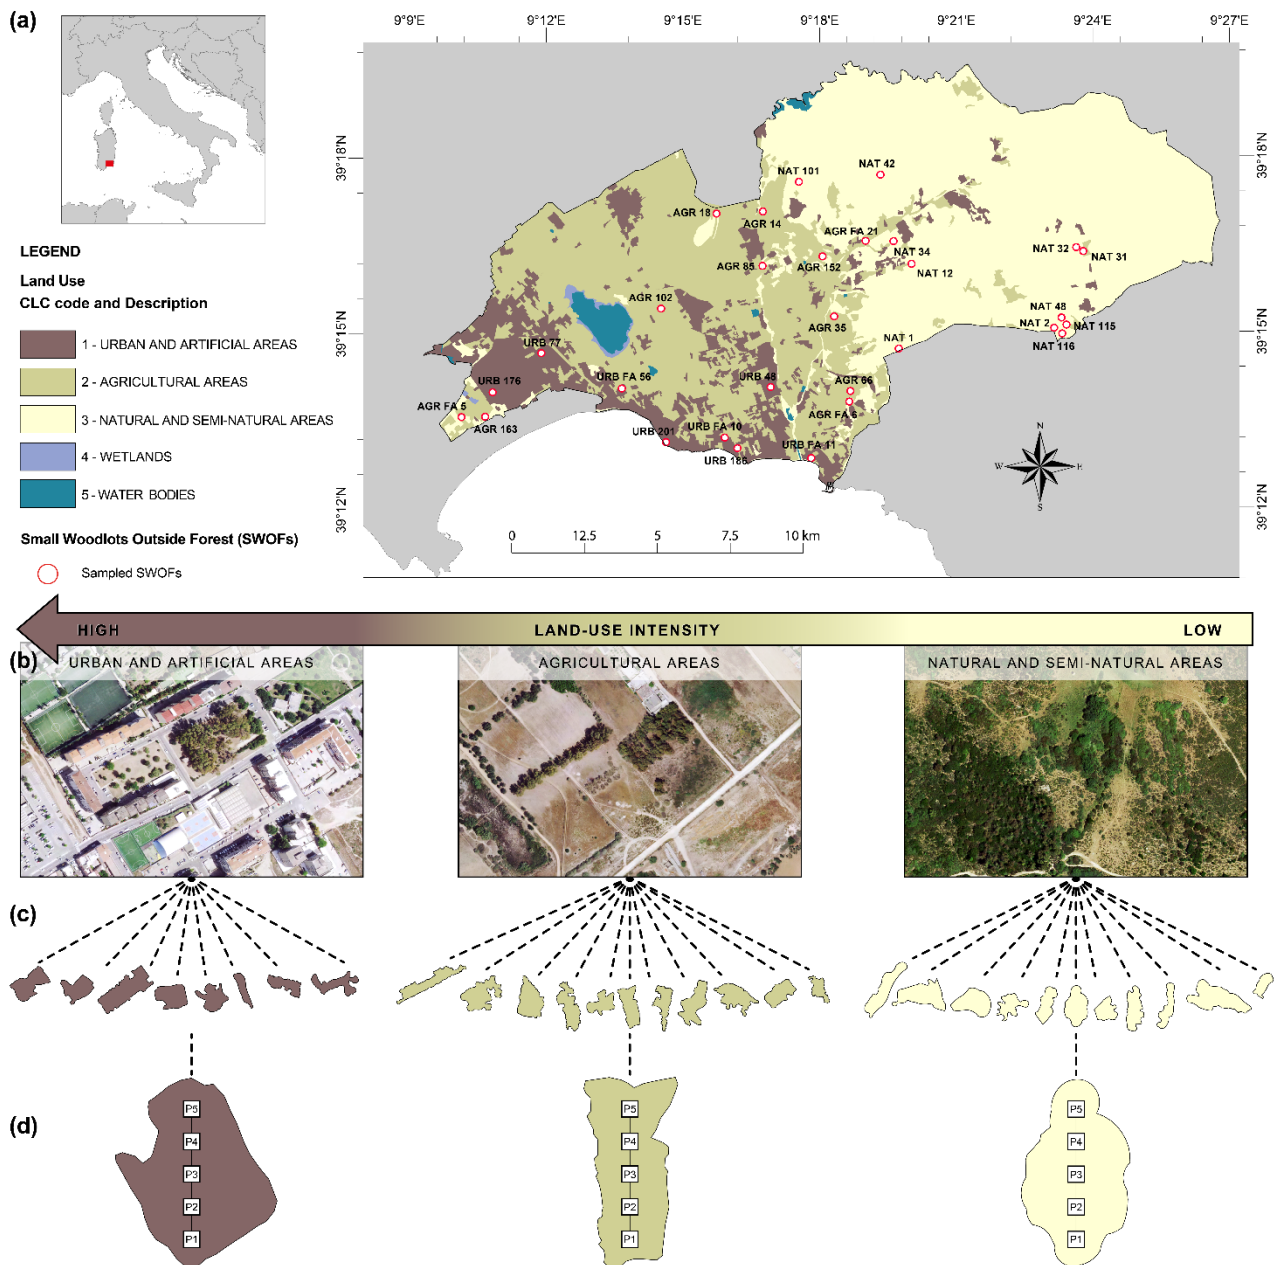 (a)
9°9'E 9°12'E 9°15'E 9°18'E 9°21'E 9°24'E 9°27'E
39°18'N 39°18'N
39°15'N 39°15'N
39°12'N 39°12'N
NAT 42
NAT 101
AGR 18
AGR 14
AGR FA 21
NAT 34
NAT 32
NAT 31
AGR 85
AGR 152
NAT 12
AGR 102
AGR 35
NAT 48
NAT 2
NAT 115
NAT 116
NAT 1
URB 77
URB 176
URB FA 56
URB 48
AGR 66
AGR FA 5
AGR FA 6
AGR 163
URB 201
URB FA 10
URB 186
URB FA 11
N
W E
S
0 12.5 5 10 km
LEGEND
Land Use
CLC code and Description
1 - URBAN AND ARTIFICIAL AREAS
2 - AGRICULTURAL AREAS
3 - NATURAL AND SEMI-NATURAL AREAS
4 - WETLANDS
5 - WATER BODIES
Small Woodlots Outside Forest (SWOFs)
Sampled SWOFs
HIGH LAND-USE INTENSITY LOW
(b)
URBAN AND ARTIFICIAL AREAS AGRICULTURAL AREAS NATURAL AND SEMI-NATURAL AREAS
(c)
(d)
P5 P5 P5
P4 P4 P4
P3 P3 P3
P2 P2 P2
P1 P1 P1